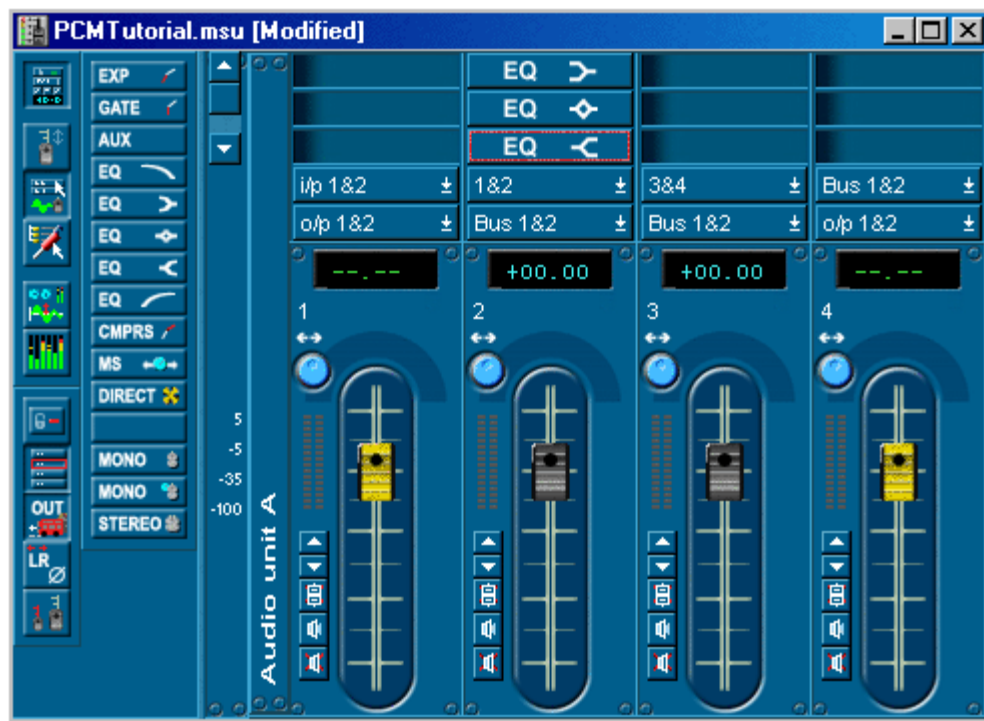 PCMTutorial.msu [Modified]
EXP
GATE
AUX
EQ
EQ
EQ
EQ
EQ
CMPRS
MS
DIRECT
MONO
MONO
STEREO
OUT
LR
5
-5
-35
-100
Audio unit A
EQ
EQ
EQ
i/p 1&2
1&2
3&4
Bus 1&2
o/p 1&2
Bus 1&2
Bus 1&2
o/p 1&2
--.--
+00.00
+00.00
--.--
1
2
3
4